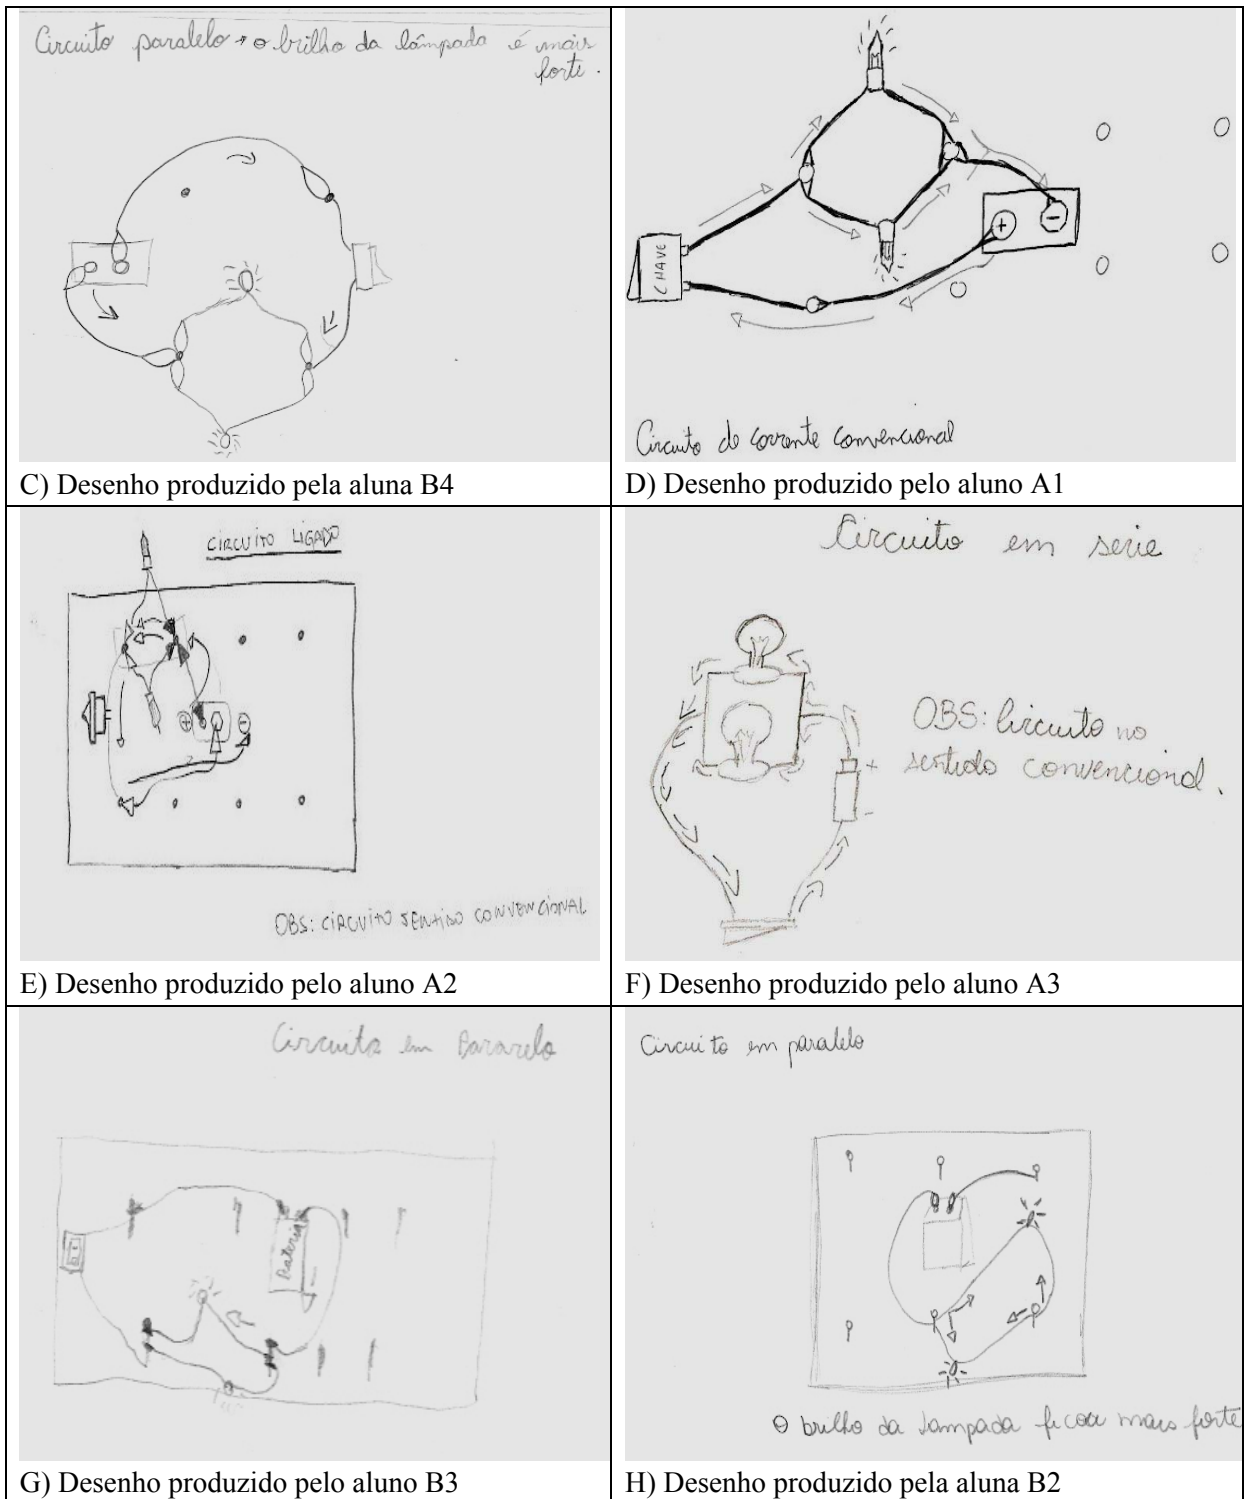 Circuito paralelo → o brilho da lâmpada é mais
forte.
C) Desenho produzido pela aluna B4
CHAVE
+
-
Circuito de corrente convencional
D) Desenho produzido pelo aluno A1
CIRCUITO LIGADO
+
-
OBS: CIRCUITO SENTIDO CONVENCIONAL
E) Desenho produzido pelo aluno A2
Circuito em serie
OBS: Circuito no
sentido convencional.
+
-
F) Desenho produzido pelo aluno A3
Circuito em Pararelo
Bateria
G) Desenho produzido pelo aluno B3
Circuito em paralelo
O brilho da lampada ficou mais forte
H) Desenho produzido pela aluna B2